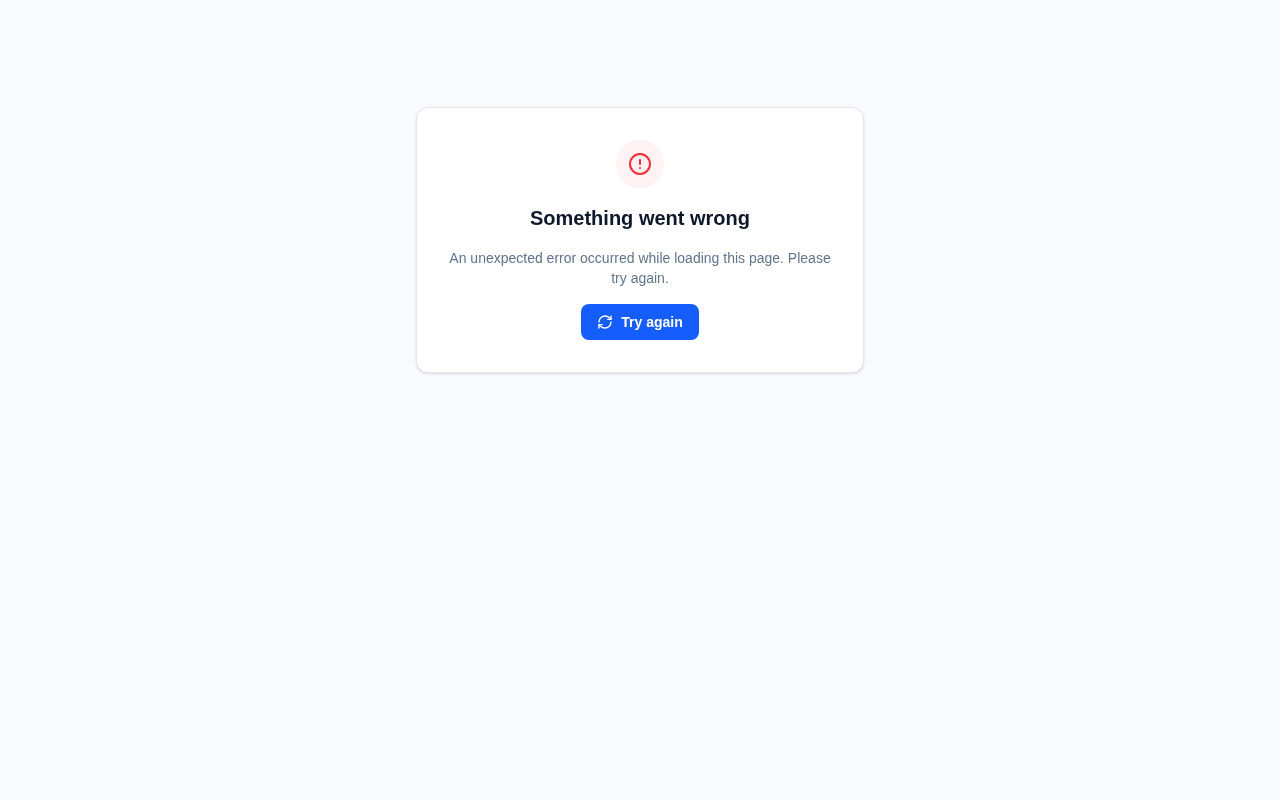 Something went wrong
An unexpected error occurred while loading this page. Please
try again.
Try again